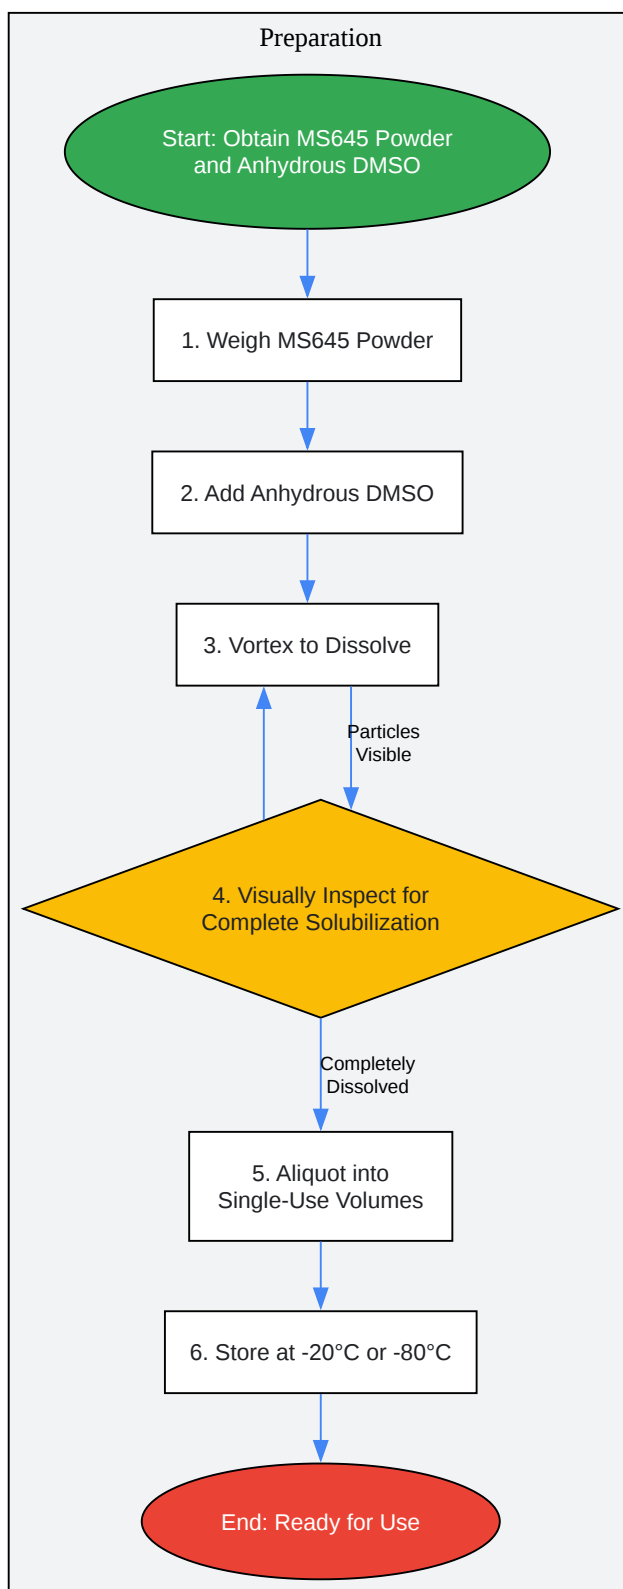 Preparation
Start: Obtain MS645 Powder
and Anhydrous DMSO
1. Weigh MS645 Powder
2. Add Anhydrous DMSO
3. Vortex to Dissolve
Particles
Visible
4. Visually Inspect for
Complete Solubilization
Completely
Dissolved
5. Aliquot into
Single-Use Volumes
6. Store at -20°C or -80°C
End: Ready for Use